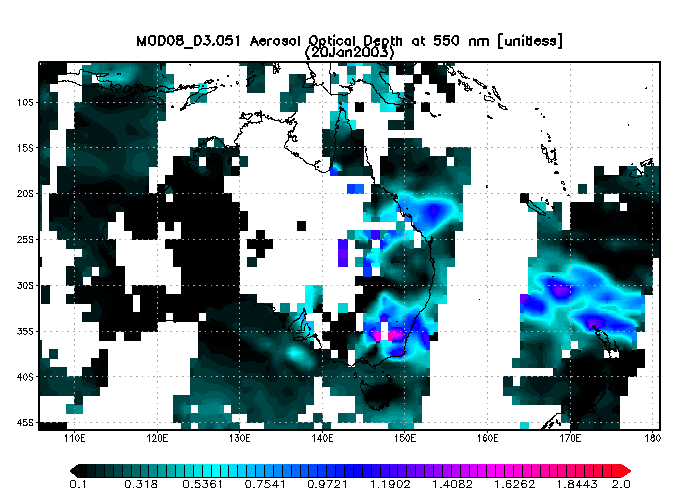 MOD08_D3.051 Aerosol Optical Depth at 550 nm [unitless]
(20Jan2003)
10S
15S
20S
25S
30S
35S
40S
45S
110E 120E 130E 140E 150E 160E 170E 180
0.1 0.318 0.5361 0.7541 0.9721 1.1902 1.4082 1.6262 1.8443 2.0